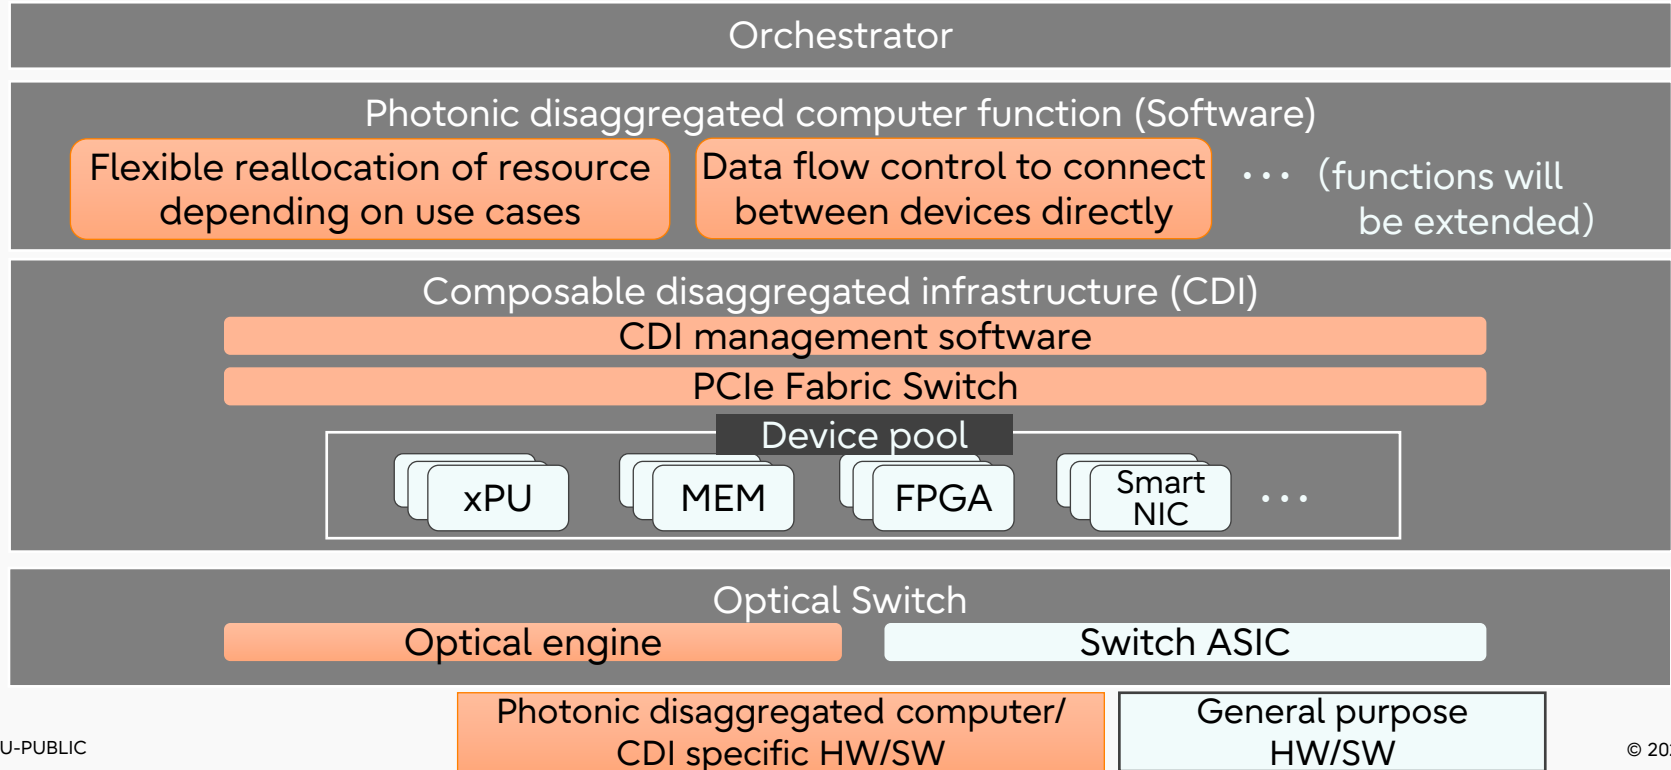 Orchestrator
Photonic disaggregated computer function (Software)
Flexible reallocation of resource
depending on use cases
Data flow control to connect
between devices directly
··· (functions will
be extended)
Composable disaggregated infrastructure (CDI)
CDI management software
PCIe Fabric Switch
Device pool
xPU
MEM
FPGA
Smart
NIC
···
Optical Switch
Optical engine
Switch ASIC
Photonic disaggregated computer/
CDI specific HW/SW
General purpose
HW/SW
U-PUBLIC
© 202